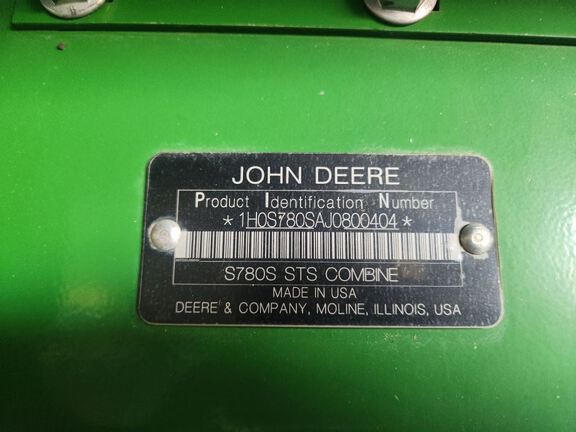 JOHN DEERE
Product Identification Number
*1H0S780SAJ0800404*
S780S STS COMBINE
MADE IN USA
DEERE & COMPANY, MOLINE, ILLINOIS, USA